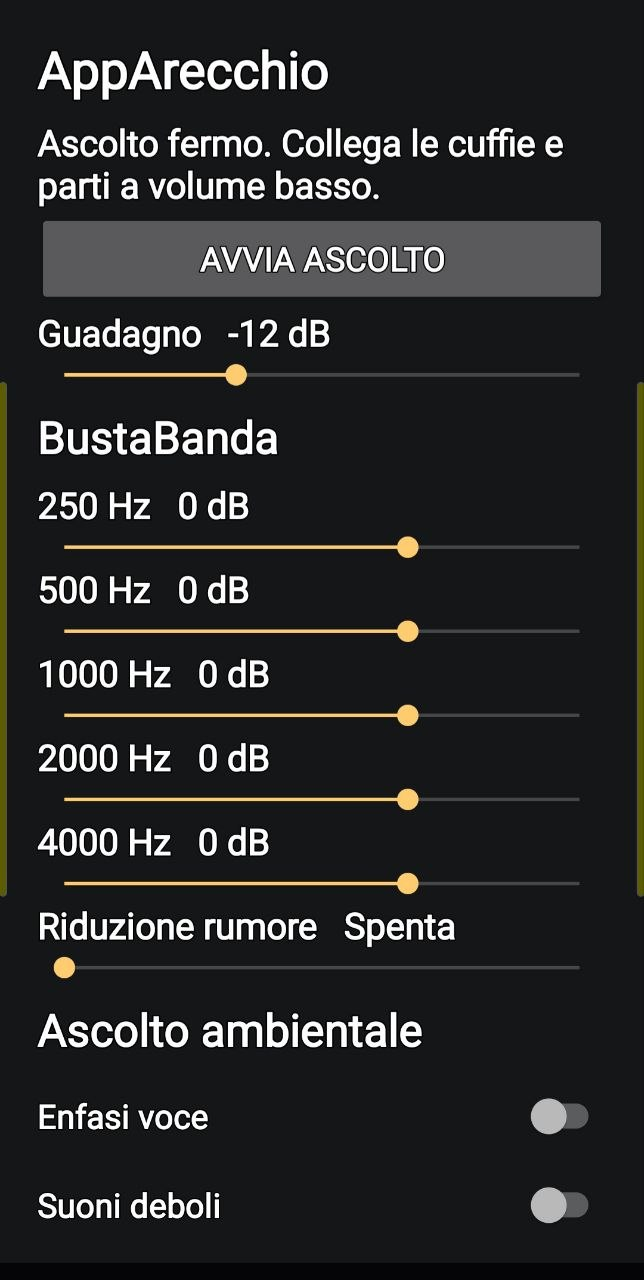 AppArecchio
Ascolto fermo. Collega le cuffie e
parti a volume basso.
AVVIA ASCOLTO
Guadagno -12 dB
BustaBanda
250 Hz 0 dB
500 Hz 0 dB
1000 Hz 0 dB
2000 Hz 0 dB
4000 Hz 0 dB
Riduzione rumore Spenta
Ascolto ambientale
Enfasi voce
Suoni deboli